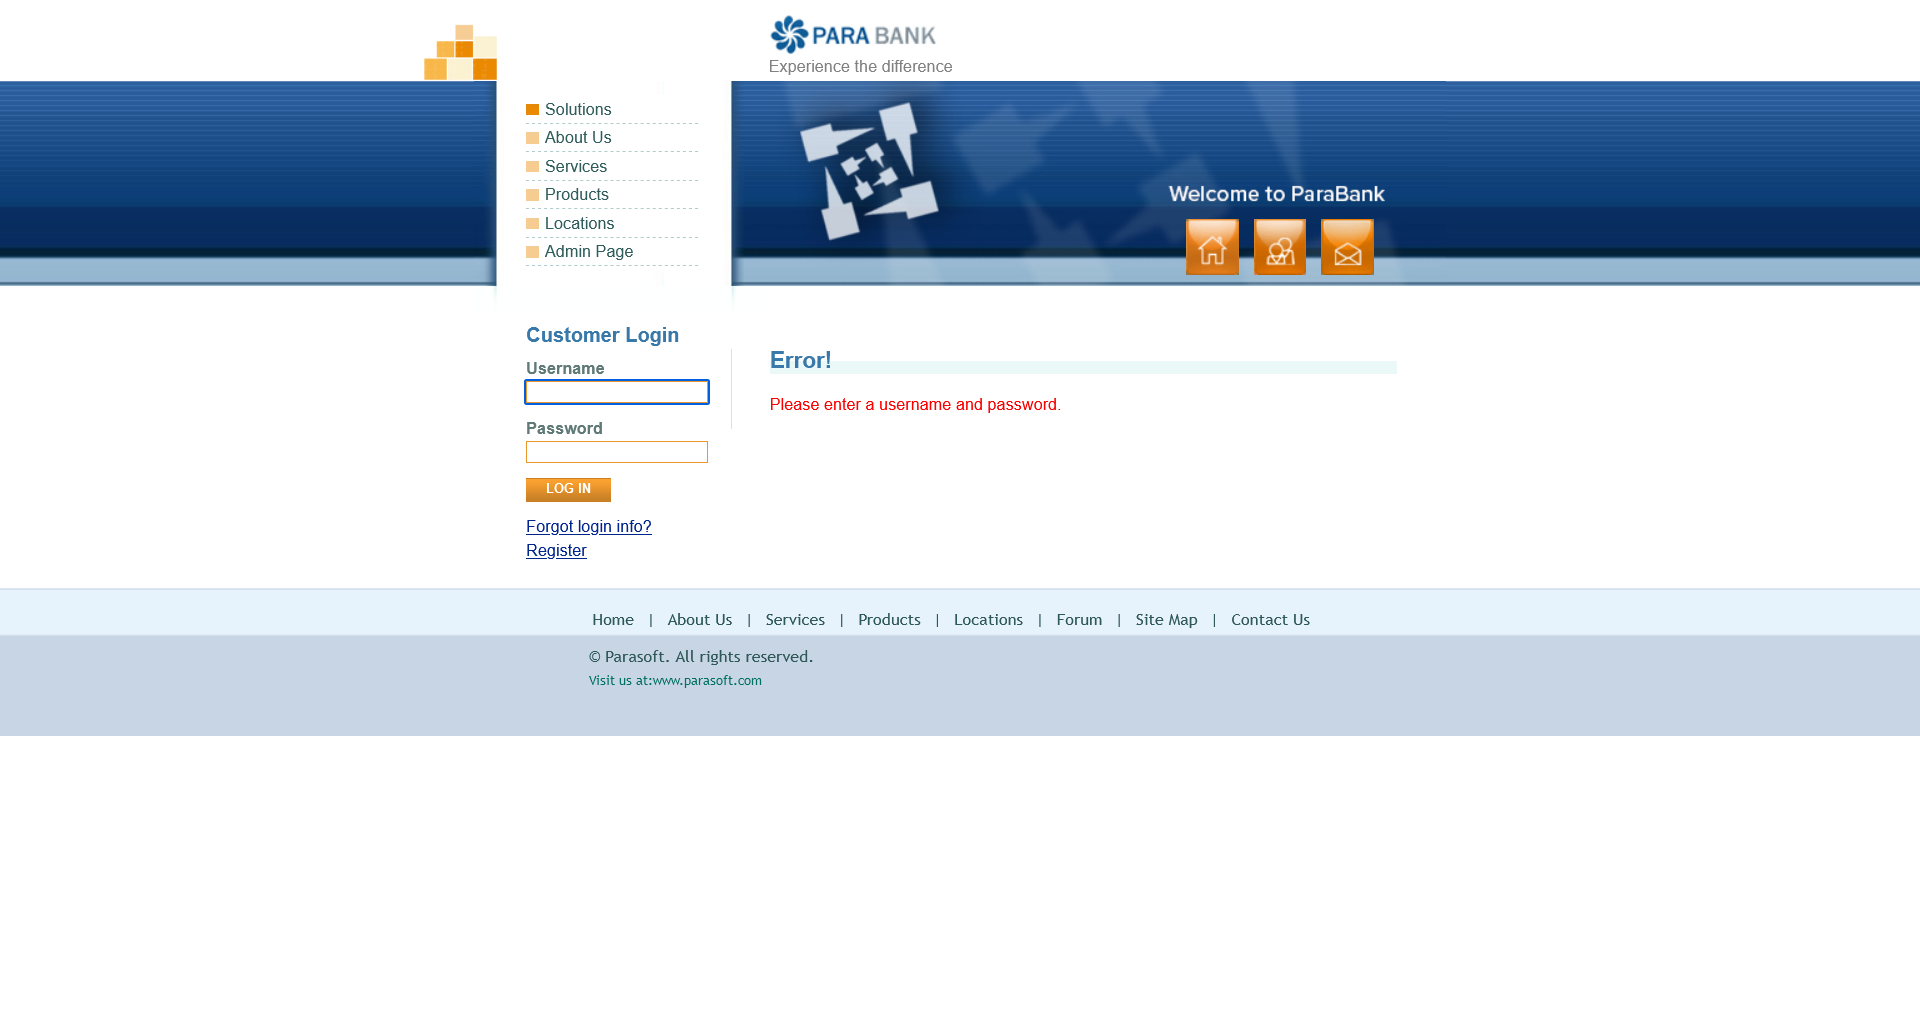 PARA BANK
Experience the difference
Solutions
About Us
Services
Products
Locations
Admin Page
Welcome to ParaBank
Customer Login
Username
Password
LOG IN
Forgot login info?
Register
Error!
Please enter a username and password.
Home | About Us | Services | Products | Locations | Forum | Site Map | Contact Us
© Parasoft. All rights reserved.
Visit us at:www.parasoft.com